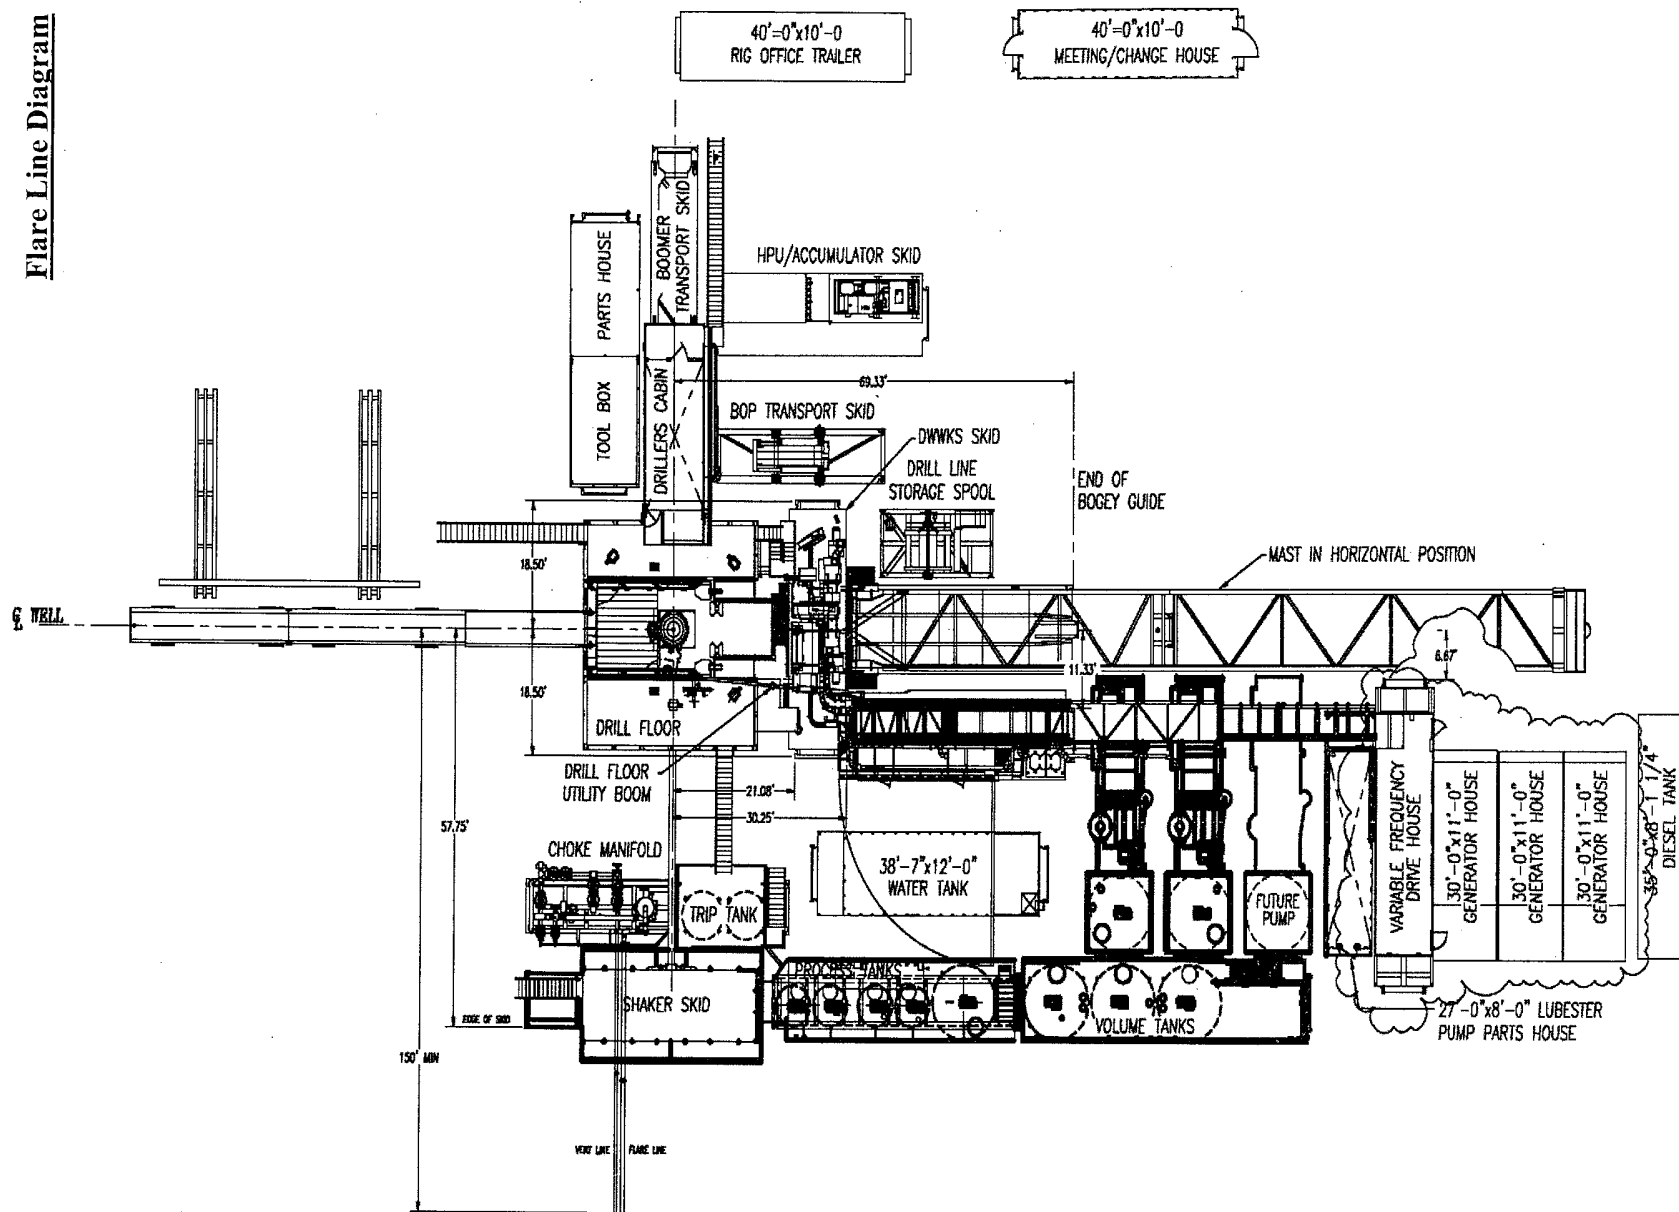 Flare Line Diagram
40'=0"x10'-0
RIG OFFICE TRAILER
40'=0"x10'-0
MEETING/CHANGE HOUSE
BOOMER
TRANSPORT SKID
PARTS HOUSE
TOOL BOX
DRILLERS CABIN
HPU/ACCUMULATOR SKID
69.33'
BOP TRANSPORT SKID
DWWKS SKID
DRILL LINE
STORAGE SPOOL
END OF
BOGEY GUIDE
MAST IN HORIZONTAL POSITION
18.50'
WELL
18.50'
11.33'
6.67'
DRILL FLOOR
DRILL FLOOR
UTILITY BOOM
21.08'
30.25'
57.75'
CHOKE MANIFOLD
TRIP TANK
38'-7"x12'-0"
WATER TANK
FUTURE
PUMP
VARIABLE FREQUENCY
DRIVE HOUSE
30'-0"x11'-0"
GENERATOR HOUSE
30'-0"x11'-0"
GENERATOR HOUSE
30'-0"x11'-0"
GENERATOR HOUSE
35'-0"x8'-1 1/4"
DIESEL TANK
SHAKER SKID
PROCESS TANKS
VOLUME TANKS
EDGE OF SKID
27'-0"x8'-0" LUBESTER
PUMP PARTS HOUSE
150' MIN
VENT LINE
FLARE LINE